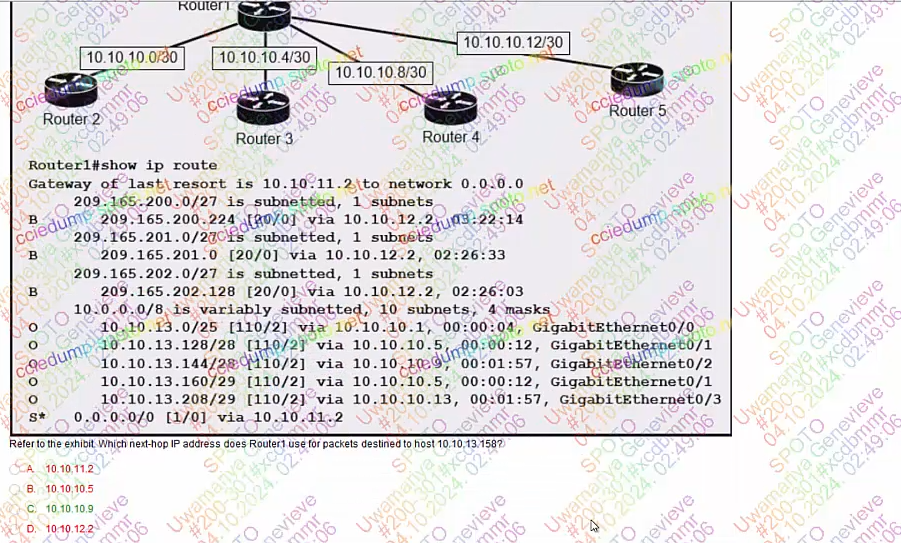 Router1
10.10.10.0/30
10.10.10.4/30
10.10.10.8/30
10.10.10.12/30
Router 2
Router 3
Router 4
Router 5
Router1#show ip route
Gateway of last resort is 10.10.11.2 to network 0.0.0.0
209.165.200.0/27 is subnetted, 1 subnets
B 209.165.200.224 [20/0] via 10.10.12.2, 03:22:14
209.165.201.0/27 is subnetted, 1 subnets
B 209.165.201.0 [20/0] via 10.10.12.2, 02:26:33
209.165.202.0/27 is subnetted, 1 subnets
B 209.165.202.128 [20/0] via 10.10.12.2, 02:26:03
10.0.0.0/8 is variably subnetted, 10 subnets, 4 masks
O 10.10.13.0/25 [110/2] via 10.10.10.1, 00:00:04, GigabitEthernet0/0
O 10.10.13.128/28 [110/2] via 10.10.10.5, 00:00:12, GigabitEthernet0/1
O 10.10.13.144/28 [110/2] via 10.10.10.9, 00:01:57, GigabitEthernet0/2
O 10.10.13.160/29 [110/2] via 10.10.10.5, 00:00:12, GigabitEthernet0/1
O 10.10.13.208/29 [110/2] via 10.10.10.13, 00:01:57, GigabitEthernet0/3
S* 0.0.0.0/0 [1/0] via 10.10.11.2
Refer to the exhibit. Which next-hop IP address does Router1 use for packets destined to host 10.10.13.158?
A. 10.10.11.2
B. 10.10.10.5
C. 10.10.10.9
D. 10.10.12.2
SPOTO Genevieve
Uwamariya
#200-301#xcdbmmr
04.10.2024. 02:49:06
cciedump.spoto.net